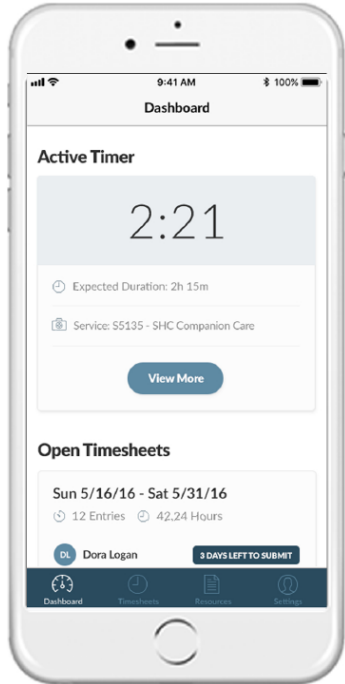 9:41 AM
100%
Dashboard
Active Timer
2:21
Expected Duration: 2h 15m
Service: S5135 - SHC Companion Care
View More
Open Timesheets
Sun 5/16/16 - Sat 5/31/16
12 Entries 42.24 Hours
DL Dora Logan 3 DAYS LEFT TO SUBMIT
Dashboard Timesheets Resources Settings